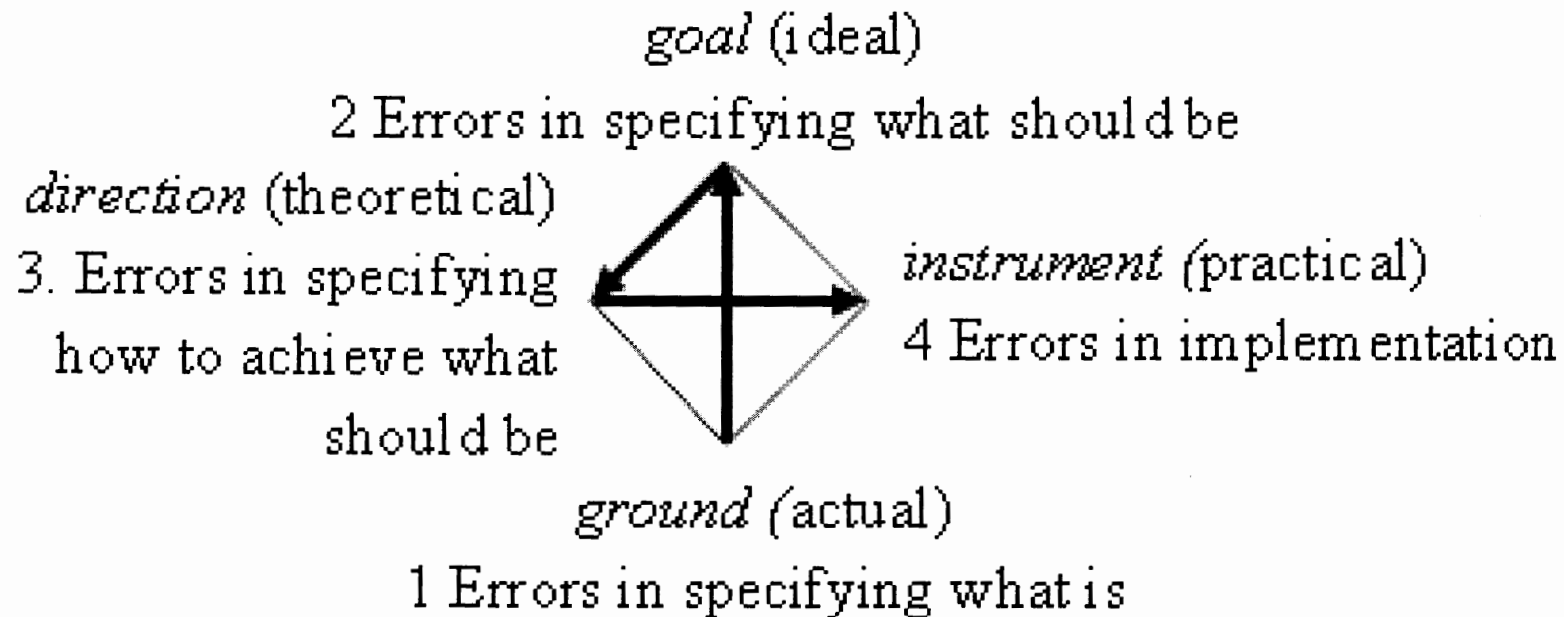 goal (ideal)
2 Errors in specifying what should be
direction (theoretical)
3. Errors in specifying
how to achieve what
should be
instrument (practical)
4 Errors in implementation
ground (actual)
1 Errors in specifying what is